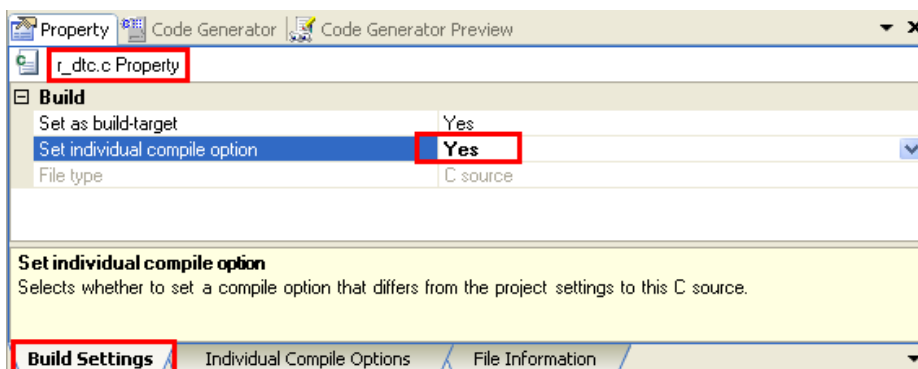 Property Code Generator Code Generator Preview
r_dtc.c Property
Build
Set as build-target Yes
Set individual compile option Yes
File type C source
Set individual compile option
Selects whether to set a compile option that differs from the project settings to this C source.
Build Settings Individual Compile Options File Information